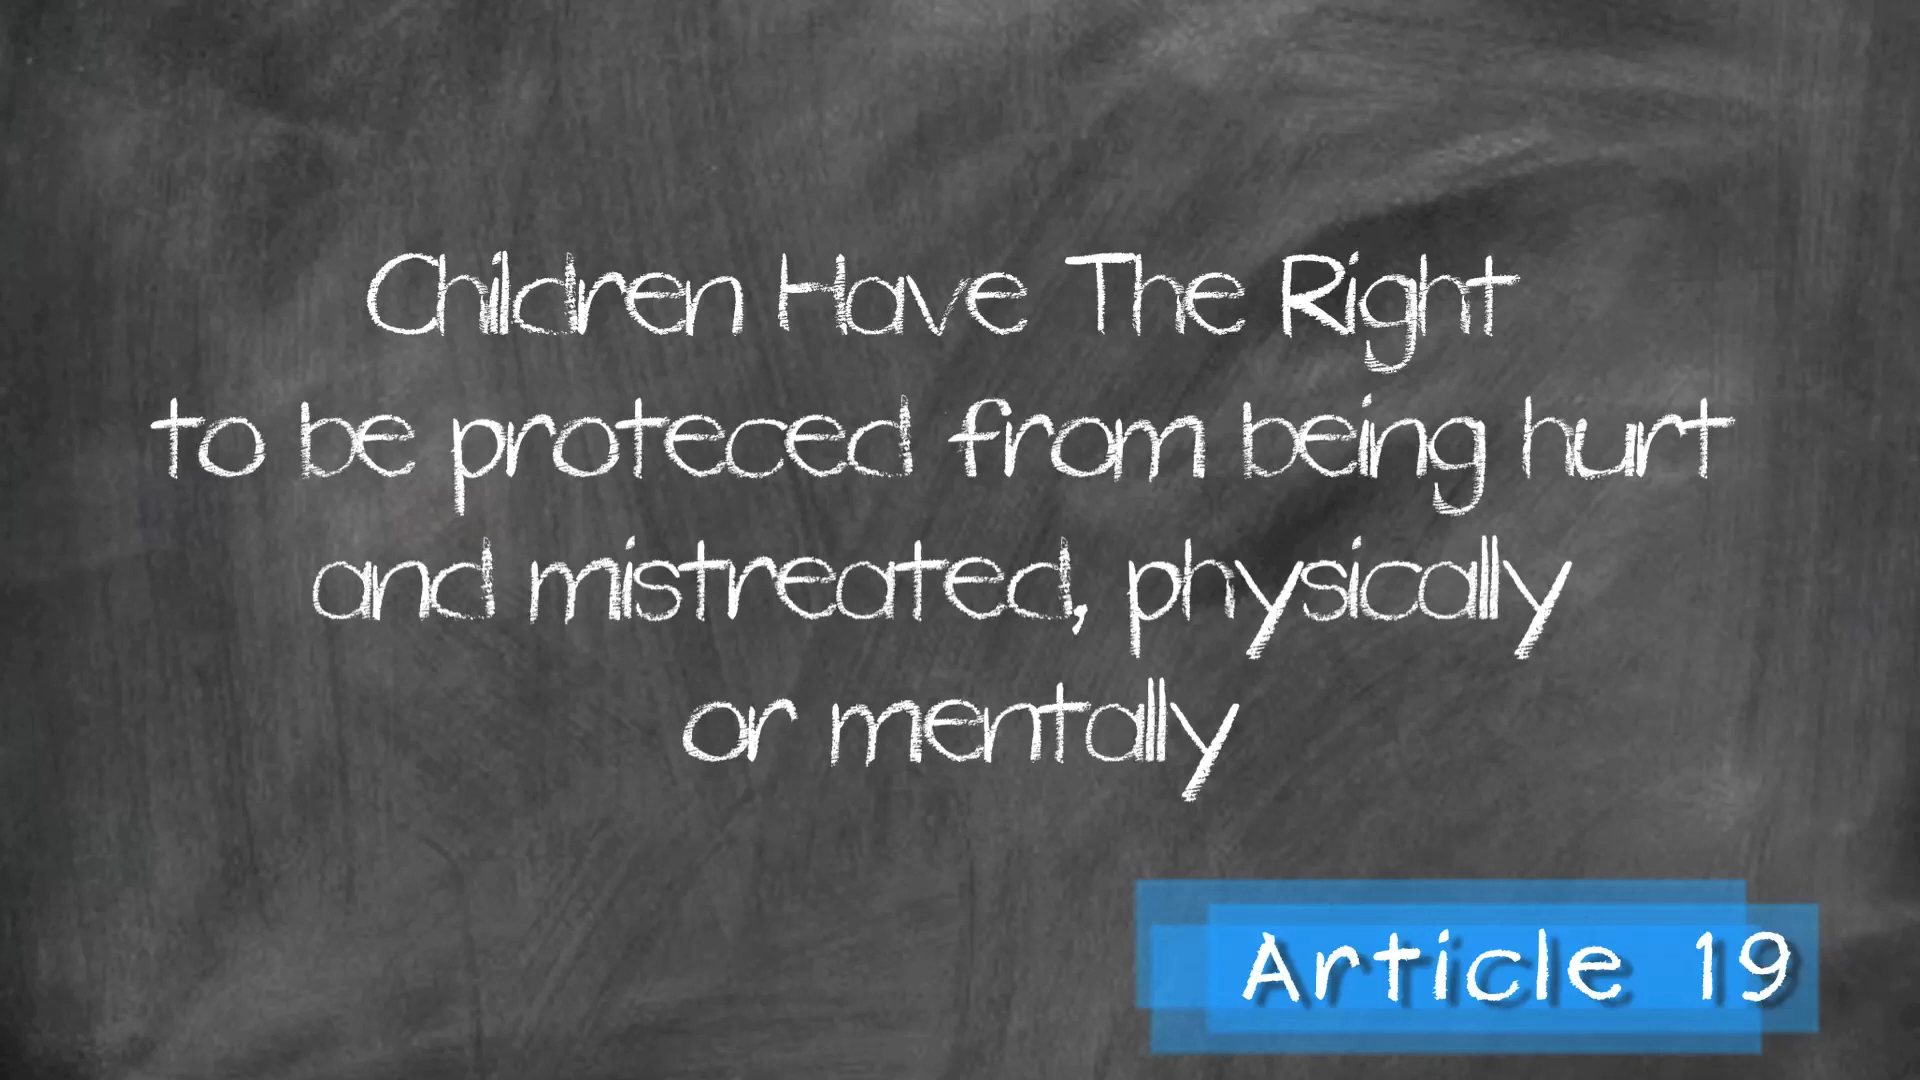 Children Have The Right
to be proteced from being hurt
and mistreated, physically
or mentally
Article 19